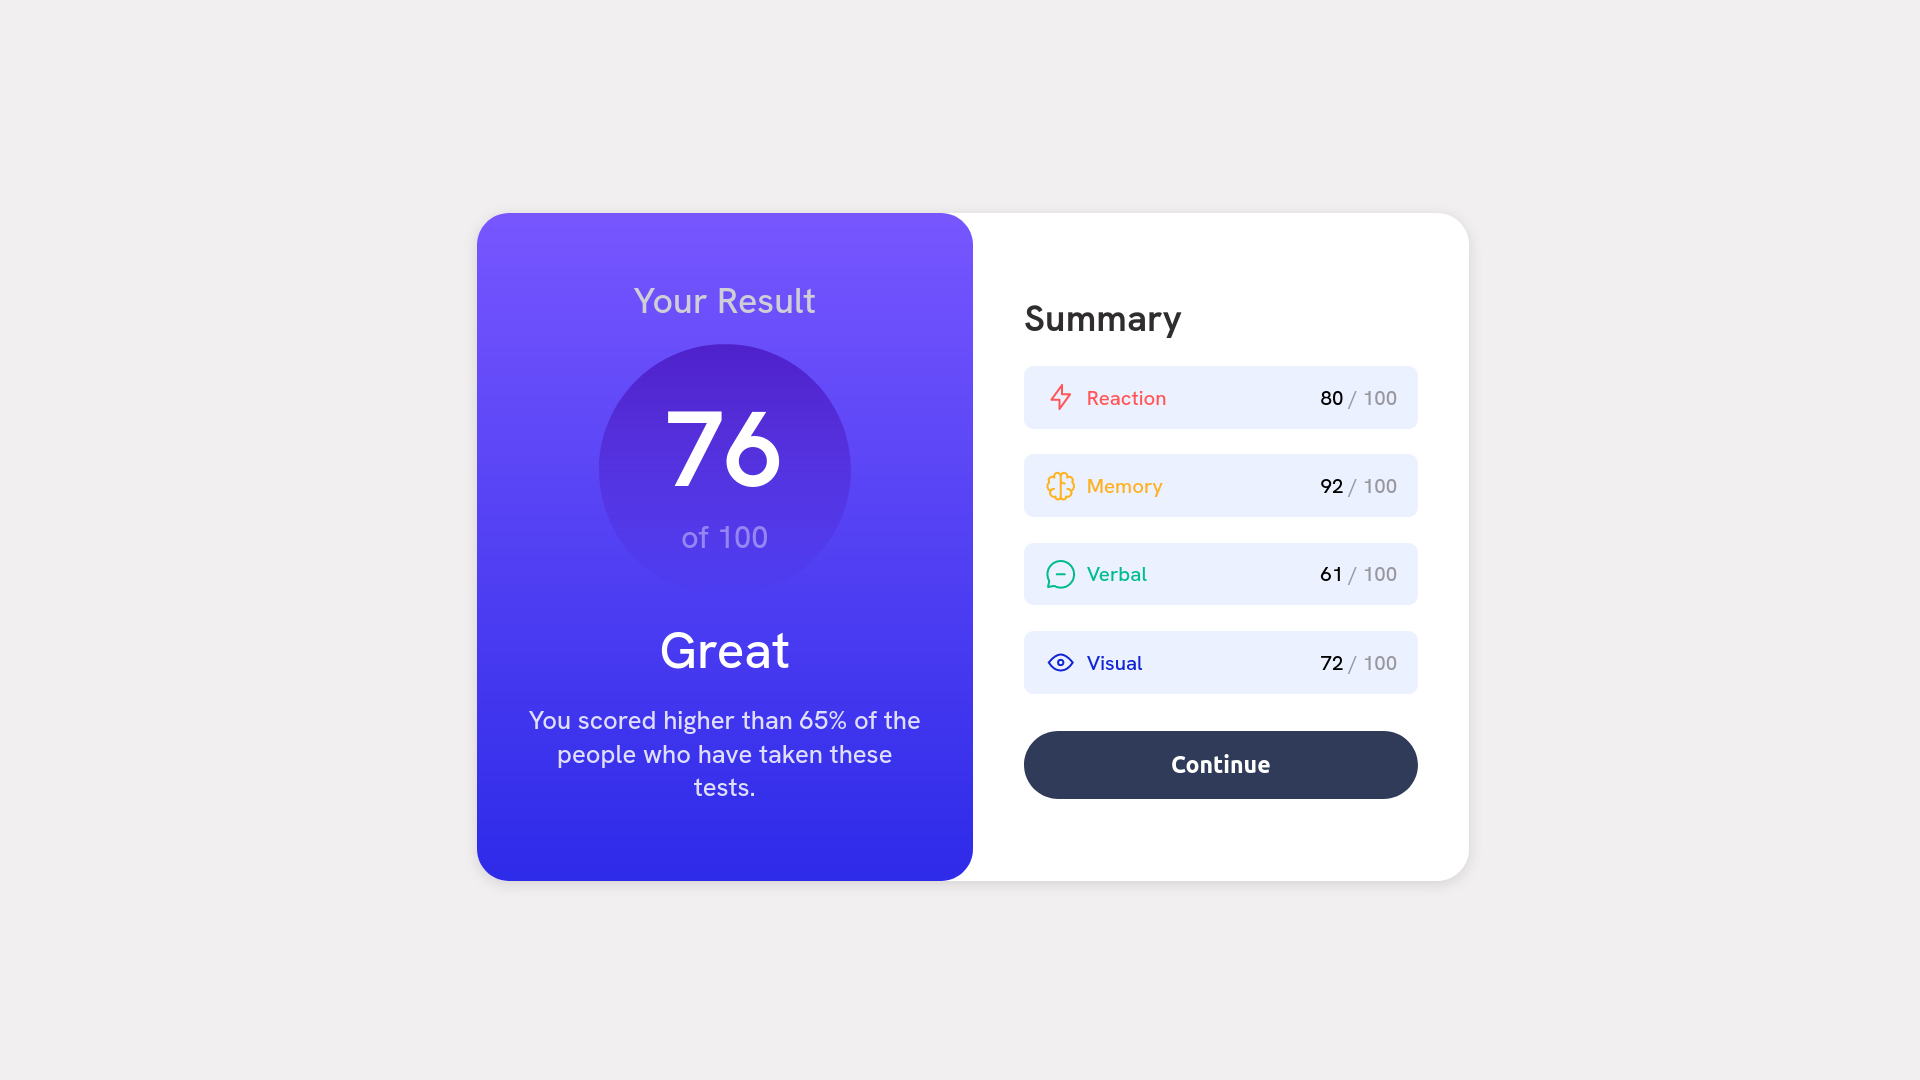 Your Result
76
of 100
Great
You scored higher than 65% of the
people who have taken these
tests.
Summary
Reaction 80 / 100
Memory 92 / 100
Verbal 61 / 100
Visual 72 / 100
Continue